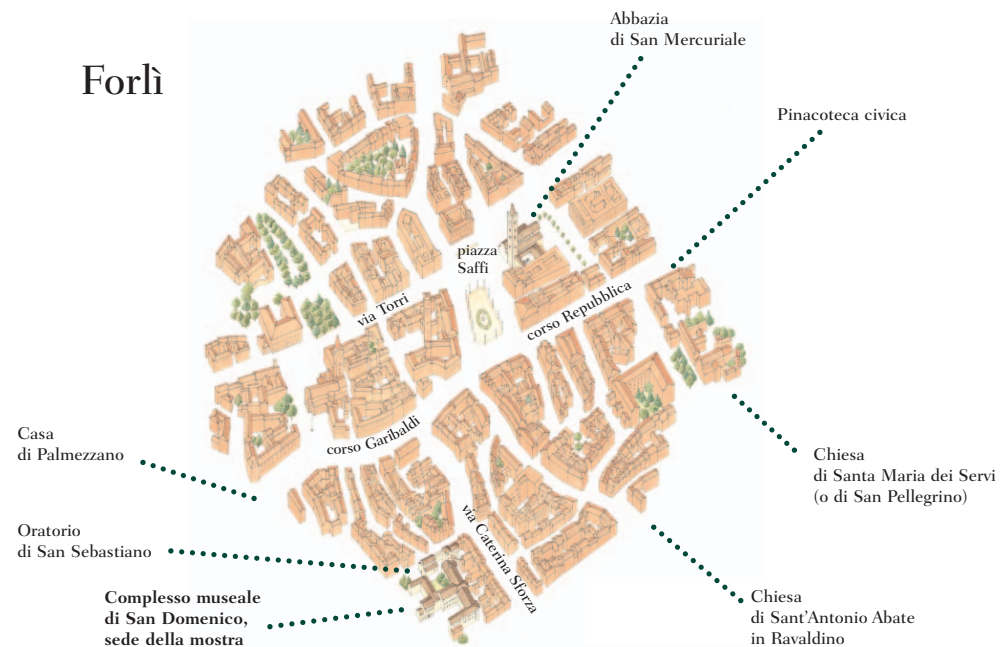 Forlì
Abbazia
di San Mercuriale
Pinacoteca civica
piazza
Saffi
via Torri
corso Repubblica
corso Garibaldi
Casa
di Palmezzano
Chiesa
di Santa Maria dei Servi
(o di San Pellegrino)
Oratorio
di San Sebastiano
via Caterina Sforza
Complesso museale
di San Domenico,
sede della mostra
Chiesa
di Sant'Antonio Abate
in Ravaldino